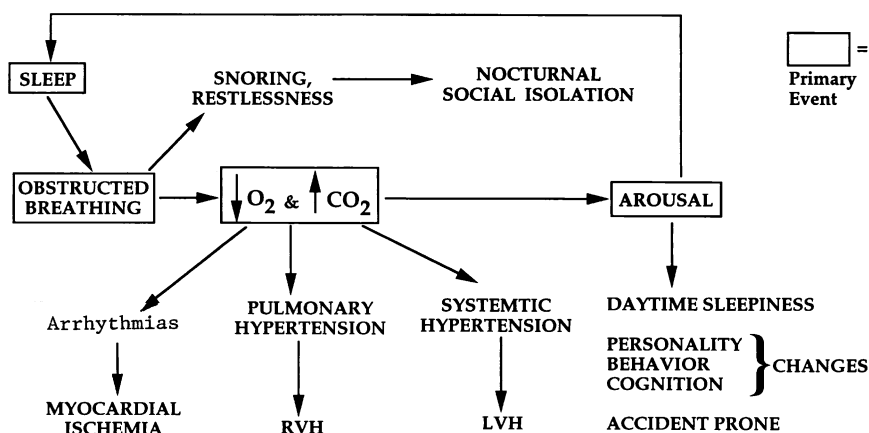 SLEEP
SNORING,
RESTLESSNESS
NOCTURNAL
SOCIAL ISOLATION
=
Primary
Event
OBSTRUCTED
BREATHING
↓ O₂ & ↑ CO₂
AROUSAL
Arrhythmias
PULMONARY
HYPERTENSION
SYSTEMTIC
HYPERTENSION
DAYTIME SLEEPINESS
PERSONALITY
BEHAVIOR
COGNITION
} CHANGES
MYOCARDIAL
ISCHEMIA
RVH
LVH
ACCIDENT PRONE